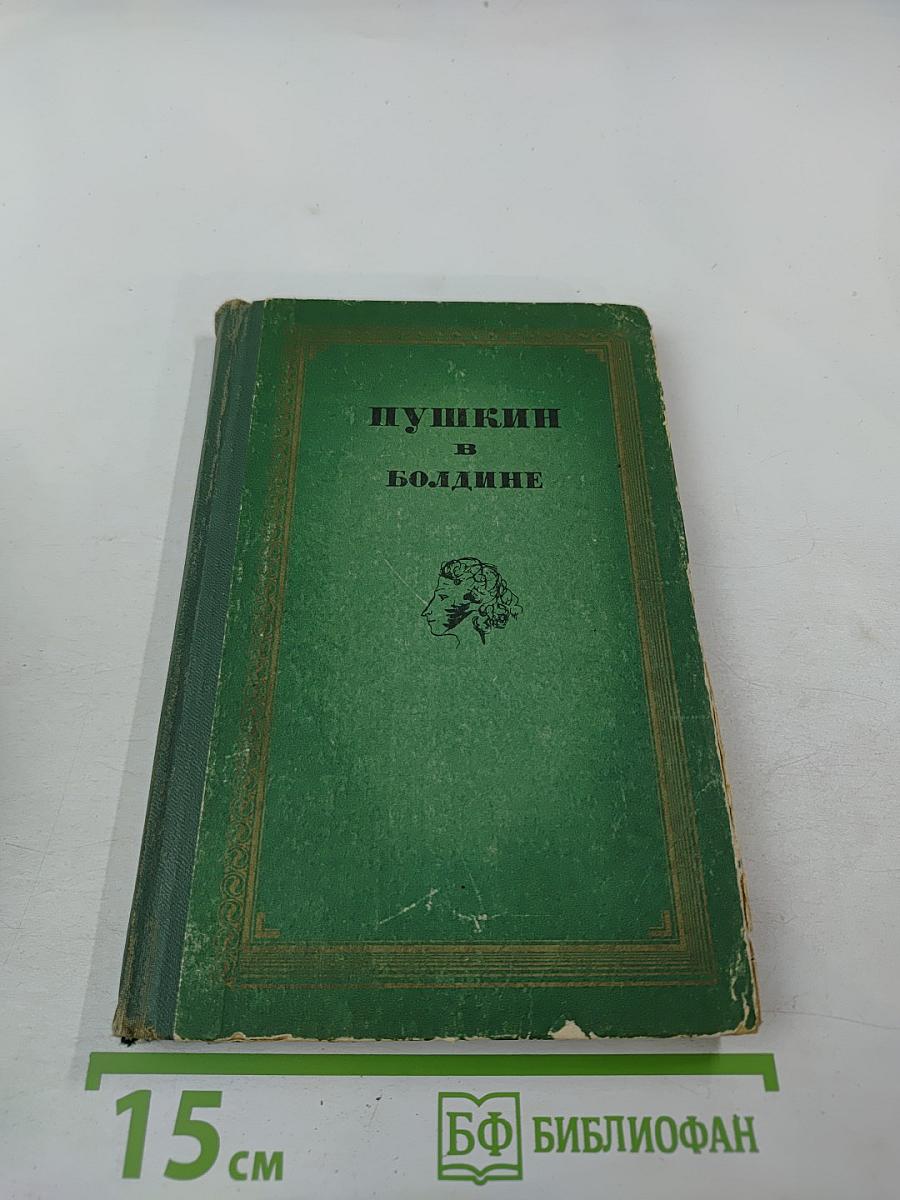 ПУШКИН
в
БОЛДИНЕ
15 см
БФ БИБЛИОФАН